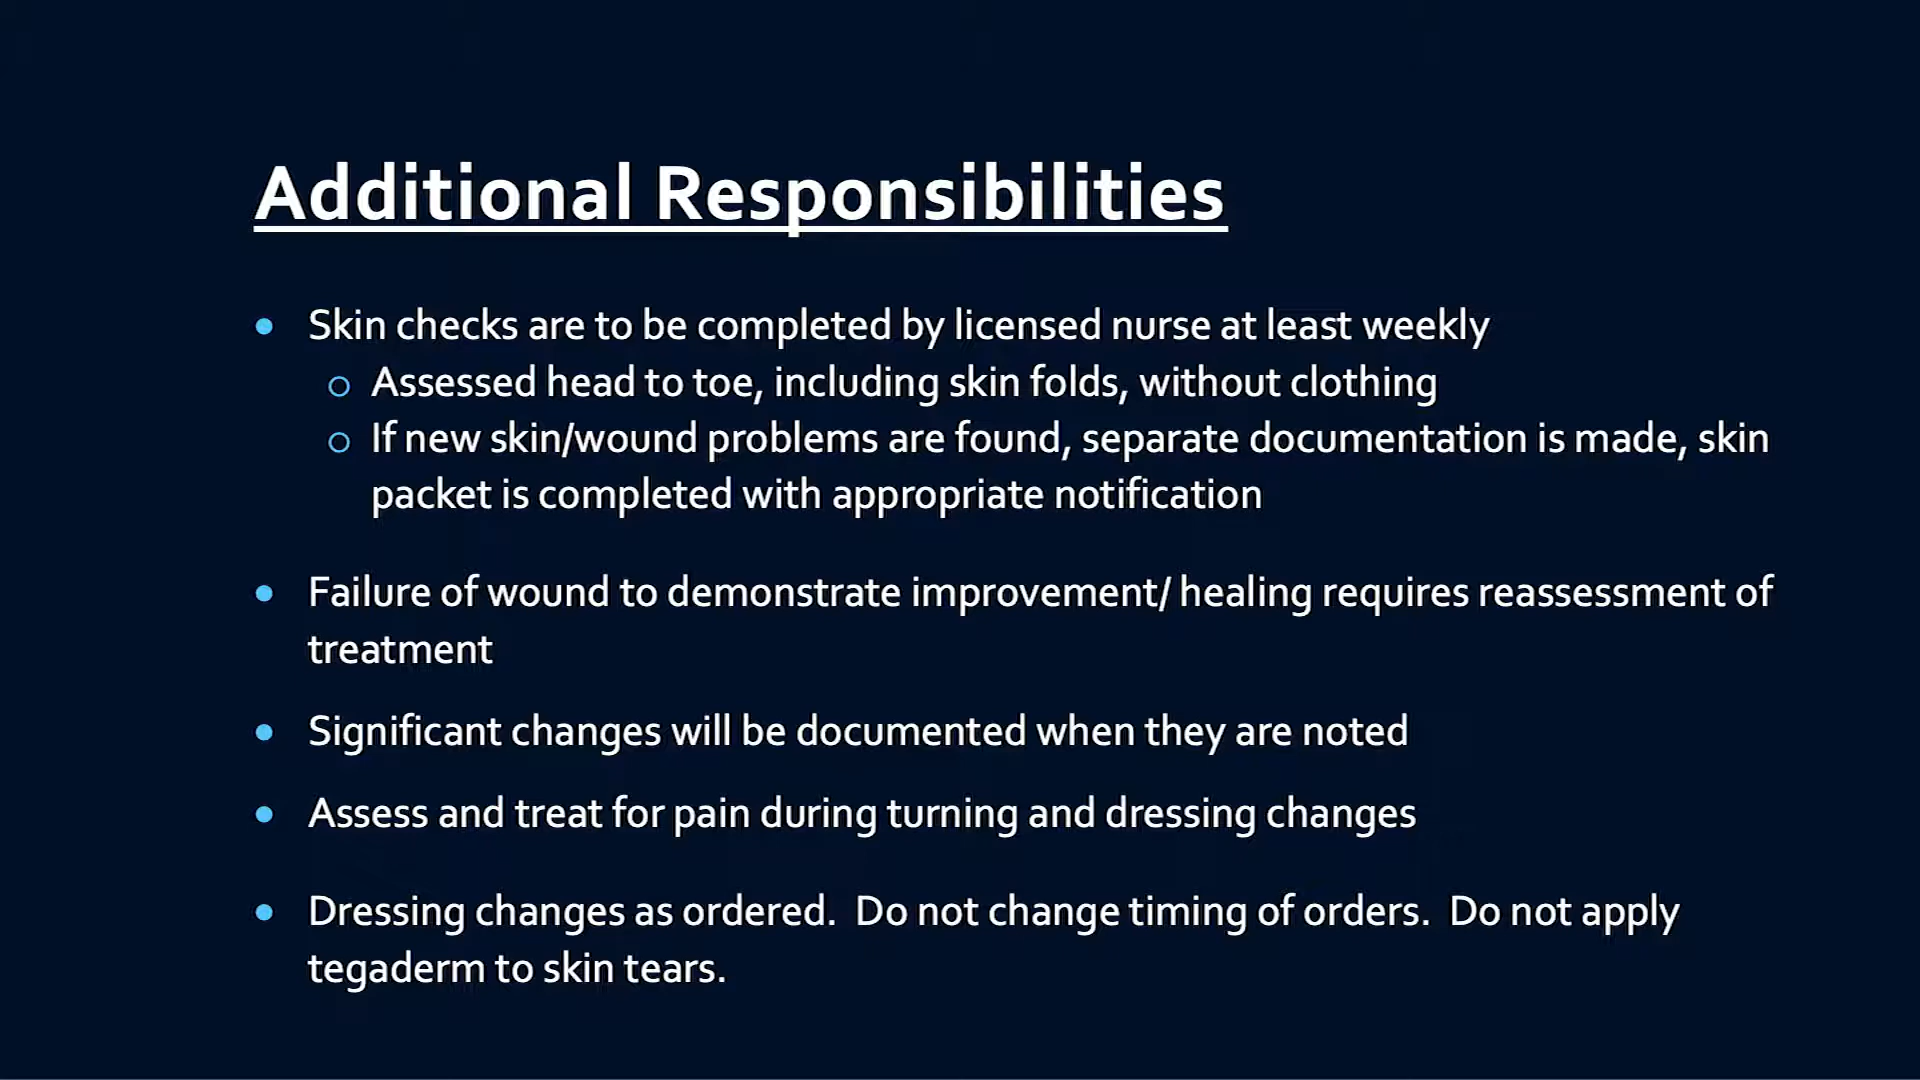 Additional Responsibilities
• Skin checks are to be completed by licensed nurse at least weekly
o Assessed head to toe, including skin folds, without clothing
o If new skin/wound problems are found, separate documentation is made, skin
packet is completed with appropriate notification
• Failure of wound to demonstrate improvement/ healing requires reassessment of
treatment
• Significant changes will be documented when they are noted
• Assess and treat for pain during turning and dressing changes
• Dressing changes as ordered.  Do not change timing of orders.  Do not apply
tegaderm to skin tears.